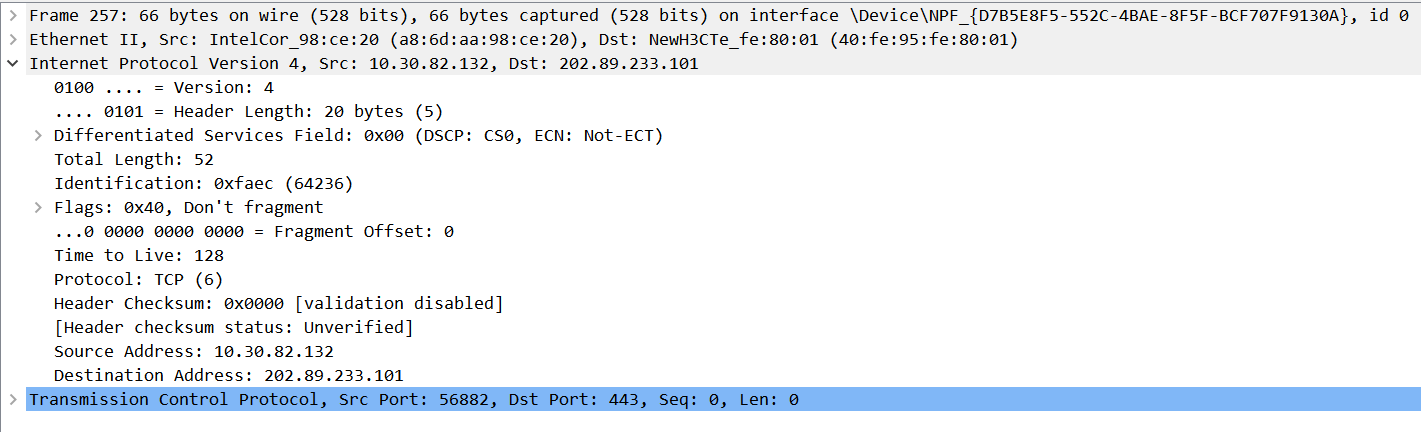 Frame 257: 66 bytes on wire (528 bits), 66 bytes captured (528 bits) on interface \Device\NPF_{D7B5E8F5-552C-4BAE-8F5F-BCF707F9130A}, id 0
Ethernet II, Src: IntelCor_98:ce:20 (a8:6d:aa:98:ce:20), Dst: NewH3CTe_fe:80:01 (40:fe:95:fe:80:01)
Internet Protocol Version 4, Src: 10.30.82.132, Dst: 202.89.233.101
0100 .... = Version: 4
.... 0101 = Header Length: 20 bytes (5)
Differentiated Services Field: 0x00 (DSCP: CS0, ECN: Not-ECT)
Total Length: 52
Identification: 0xfaec (64236)
Flags: 0x40, Don't fragment
...0 0000 0000 0000 = Fragment Offset: 0
Time to Live: 128
Protocol: TCP (6)
Header Checksum: 0x0000 [validation disabled]
[Header checksum status: Unverified]
Source Address: 10.30.82.132
Destination Address: 202.89.233.101
Transmission Control Protocol, Src Port: 56882, Dst Port: 443, Seq: 0, Len: 0